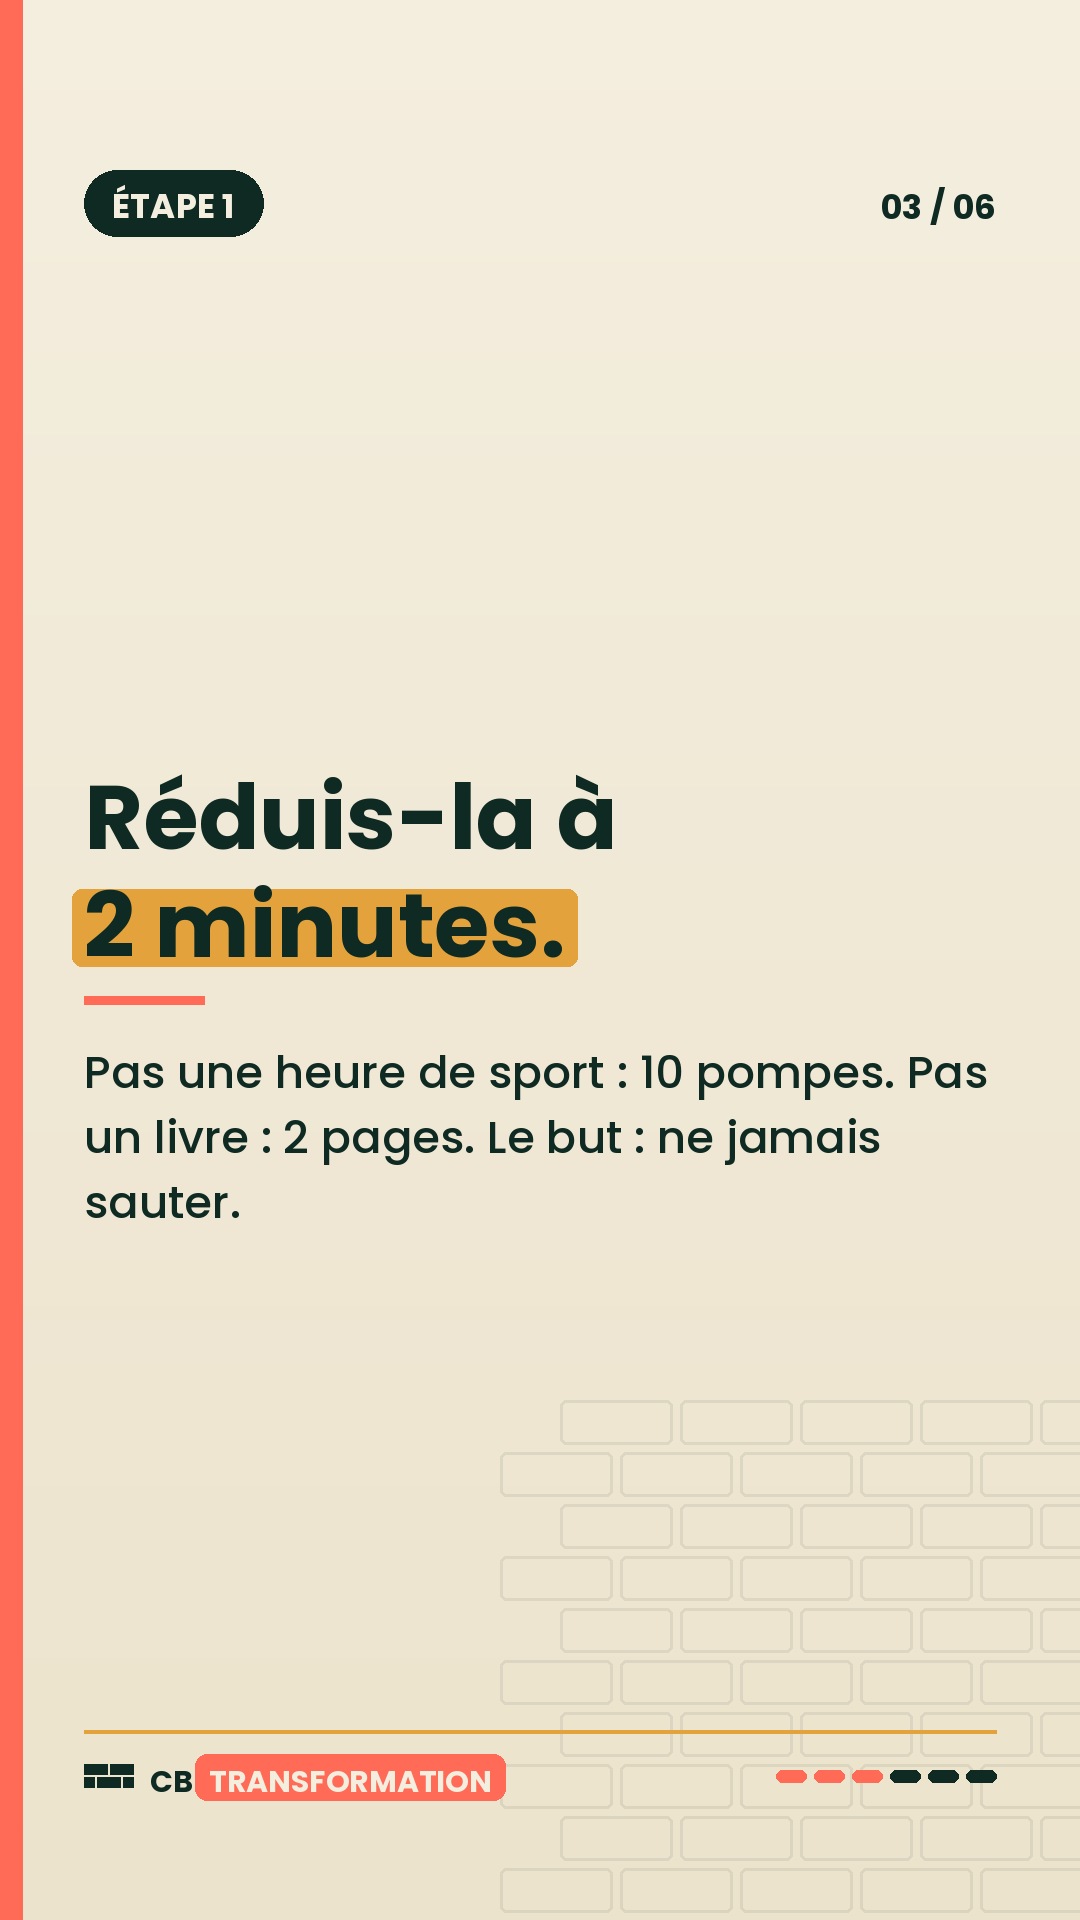 ÉTAPE 1
03 / 06
Réduis-la à
2 minutes.
Pas une heure de sport : 10 pompes. Pas
un livre : 2 pages. Le but : ne jamais
sauter.
CB TRANSFORMATION